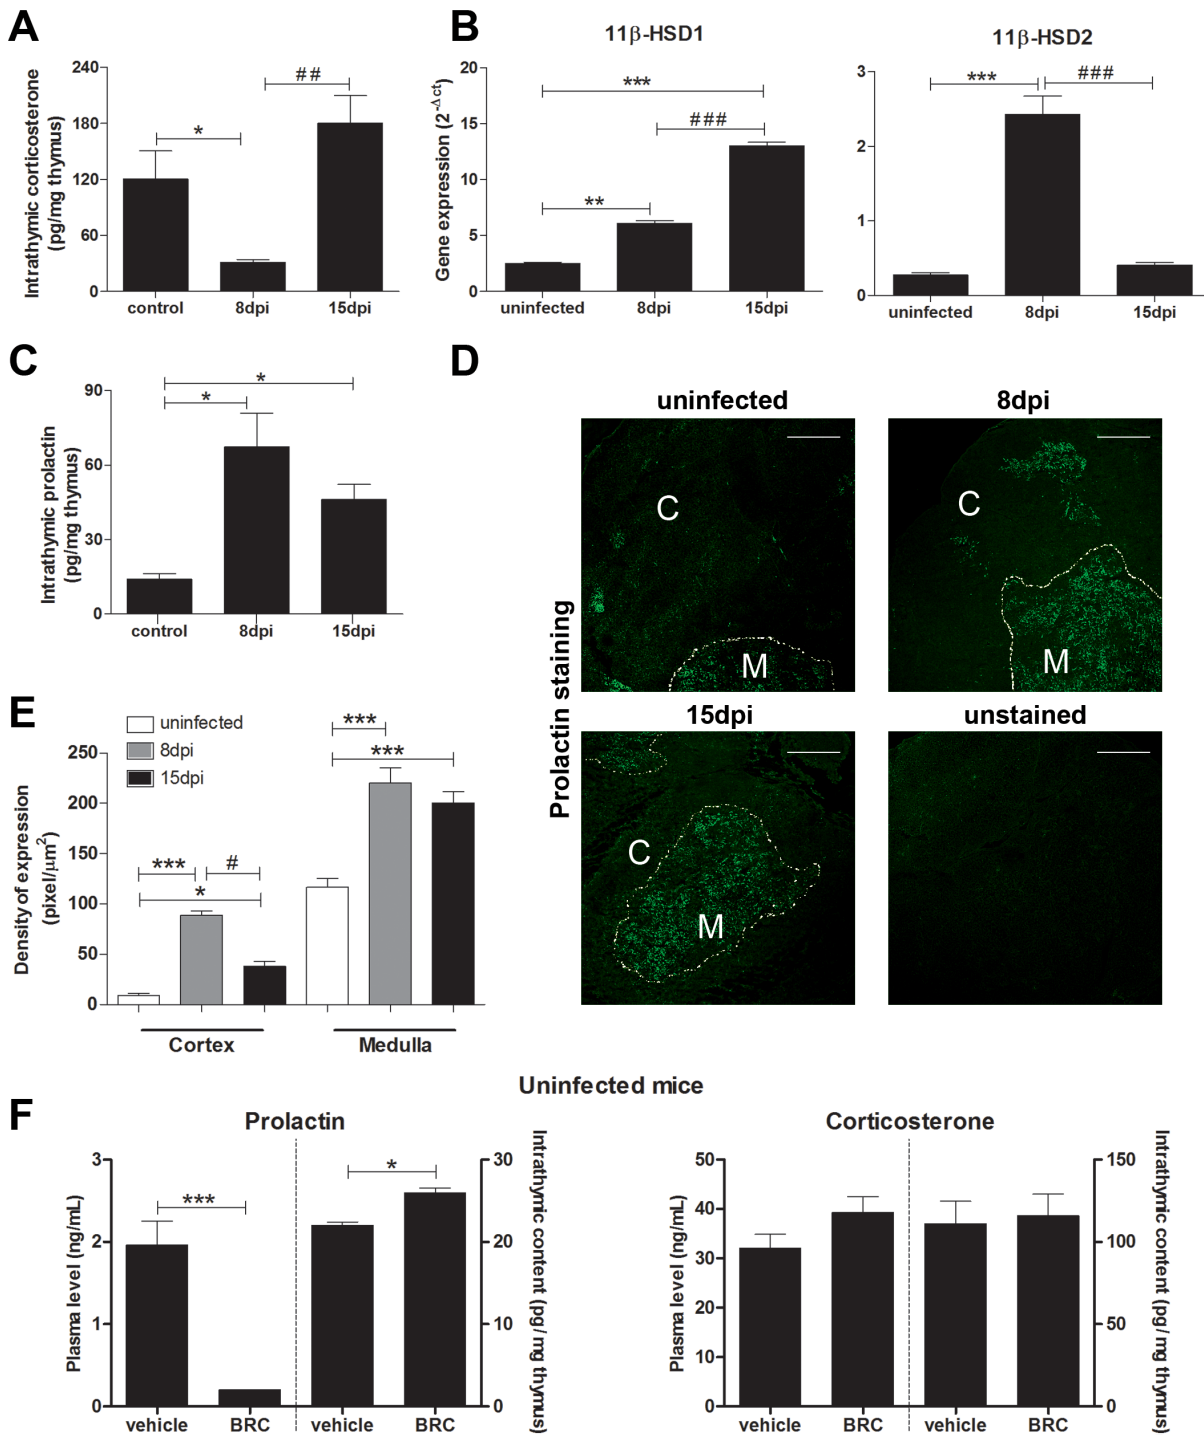 A
Intrathymic corticosterone
(pg/mg thymus)
240
180
120
60
0
*
##
control
8dpi
15dpi
B
11β-HSD1
Gene expression (2^-Δct)
20
15
10
5
0
***
###
**
uninfected
8dpi
15dpi
11β-HSD2
3
2
1
0
***
###
uninfected
8dpi
15dpi
C
Intrathymic prolactin
(pg/mg thymus)
90
60
30
0
*
*
control
8dpi
15dpi
D
Prolactin staining
uninfected
C
M
8dpi
C
M
15dpi
C
M
unstained
E
uninfected
8dpi
15dpi
Density of expression
(pixel/μm²)
250
200
150
100
50
0
***
#
*
***
***
Cortex
Medulla
Uninfected mice
F
Prolactin
Plasma level (ng/mL)
3
2
1
0
***
*
30
20
10
0
Intrathymic content (pg/ mg thymus)
vehicle
BRC
vehicle
BRC
Corticosterone
Plasma level (ng/mL)
50
40
30
20
10
0
150
100
50
0
Intrathymic content (pg/ mg thymus)
vehicle
BRC
vehicle
BRC